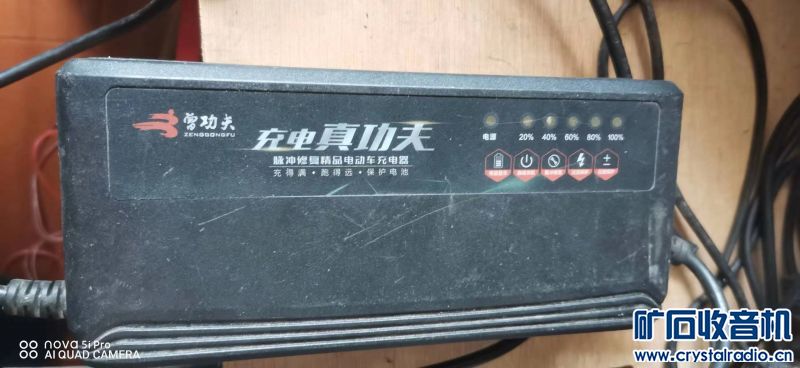 曾功夫
ZENGGONGFU
充电真功夫
脉冲修复精品电动车充电器
充得满·跑得远·保护电池
电源 20% 40% 60% 80% 100%
nova 5i Pro
AI QUAD CAMERA
矿石收音机
www.crystalradio.cn